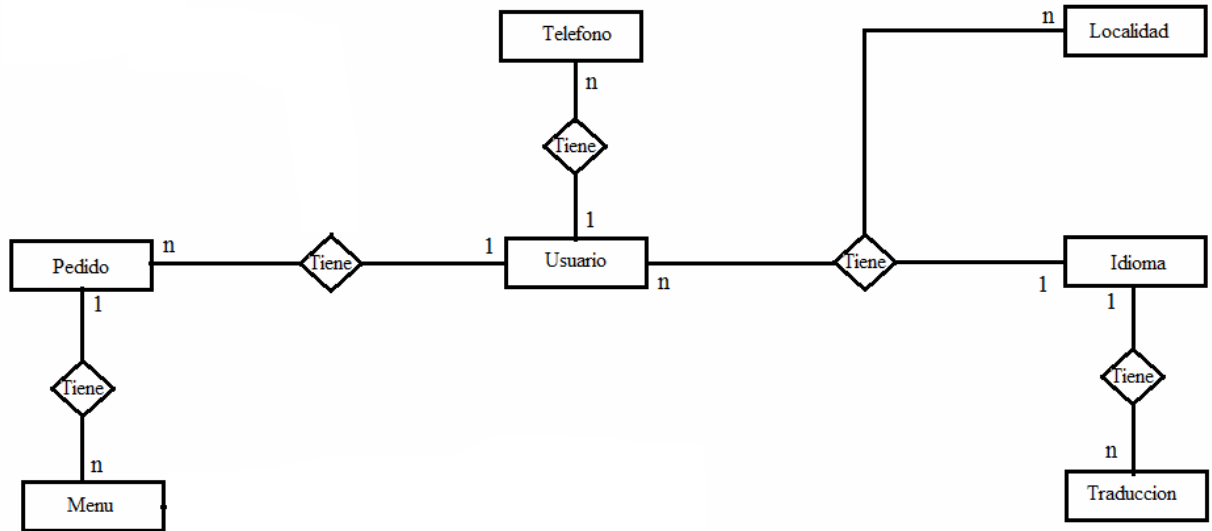 Telefono
n
Localidad
n
Tiene
1
Pedido
n
Tiene
1
Usuario
n
Tiene
1
Idioma
1
1
Tiene
Tiene
n
n
Menu
Traduccion